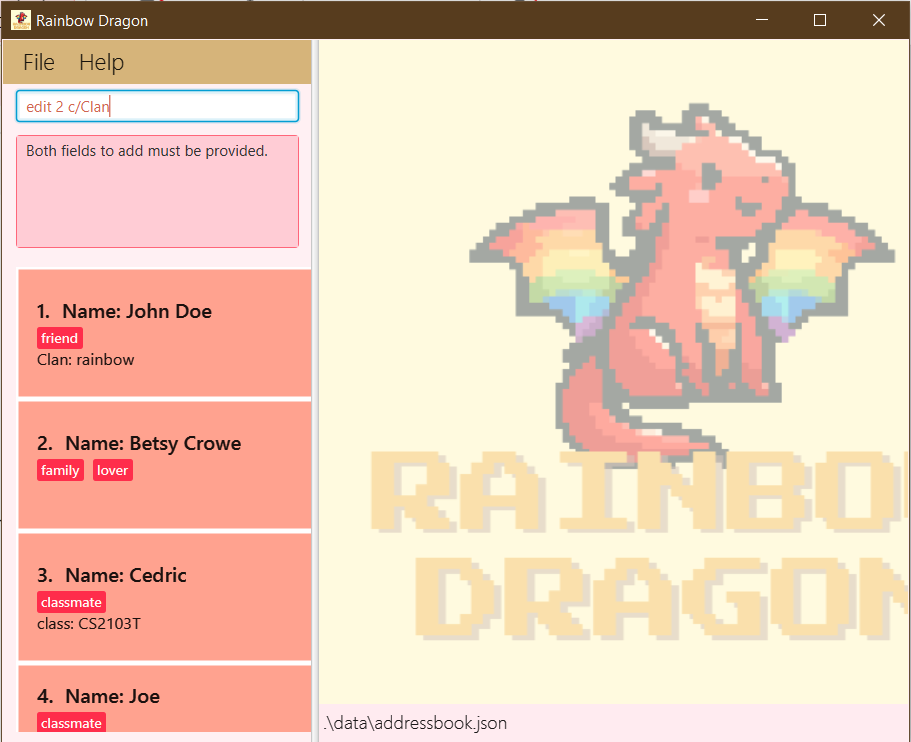 Rainbow Dragon
File Help
edit 2 c/Clan
Both fields to add must be provided.
1. Name: John Doe
friend
Clan: rainbow
2. Name: Betsy Crowe
family lover
3. Name: Cedric
classmate
class: CS2103T
4. Name: Joe
classmate
RAINBO
DRAGON
.\data\addressbook.json